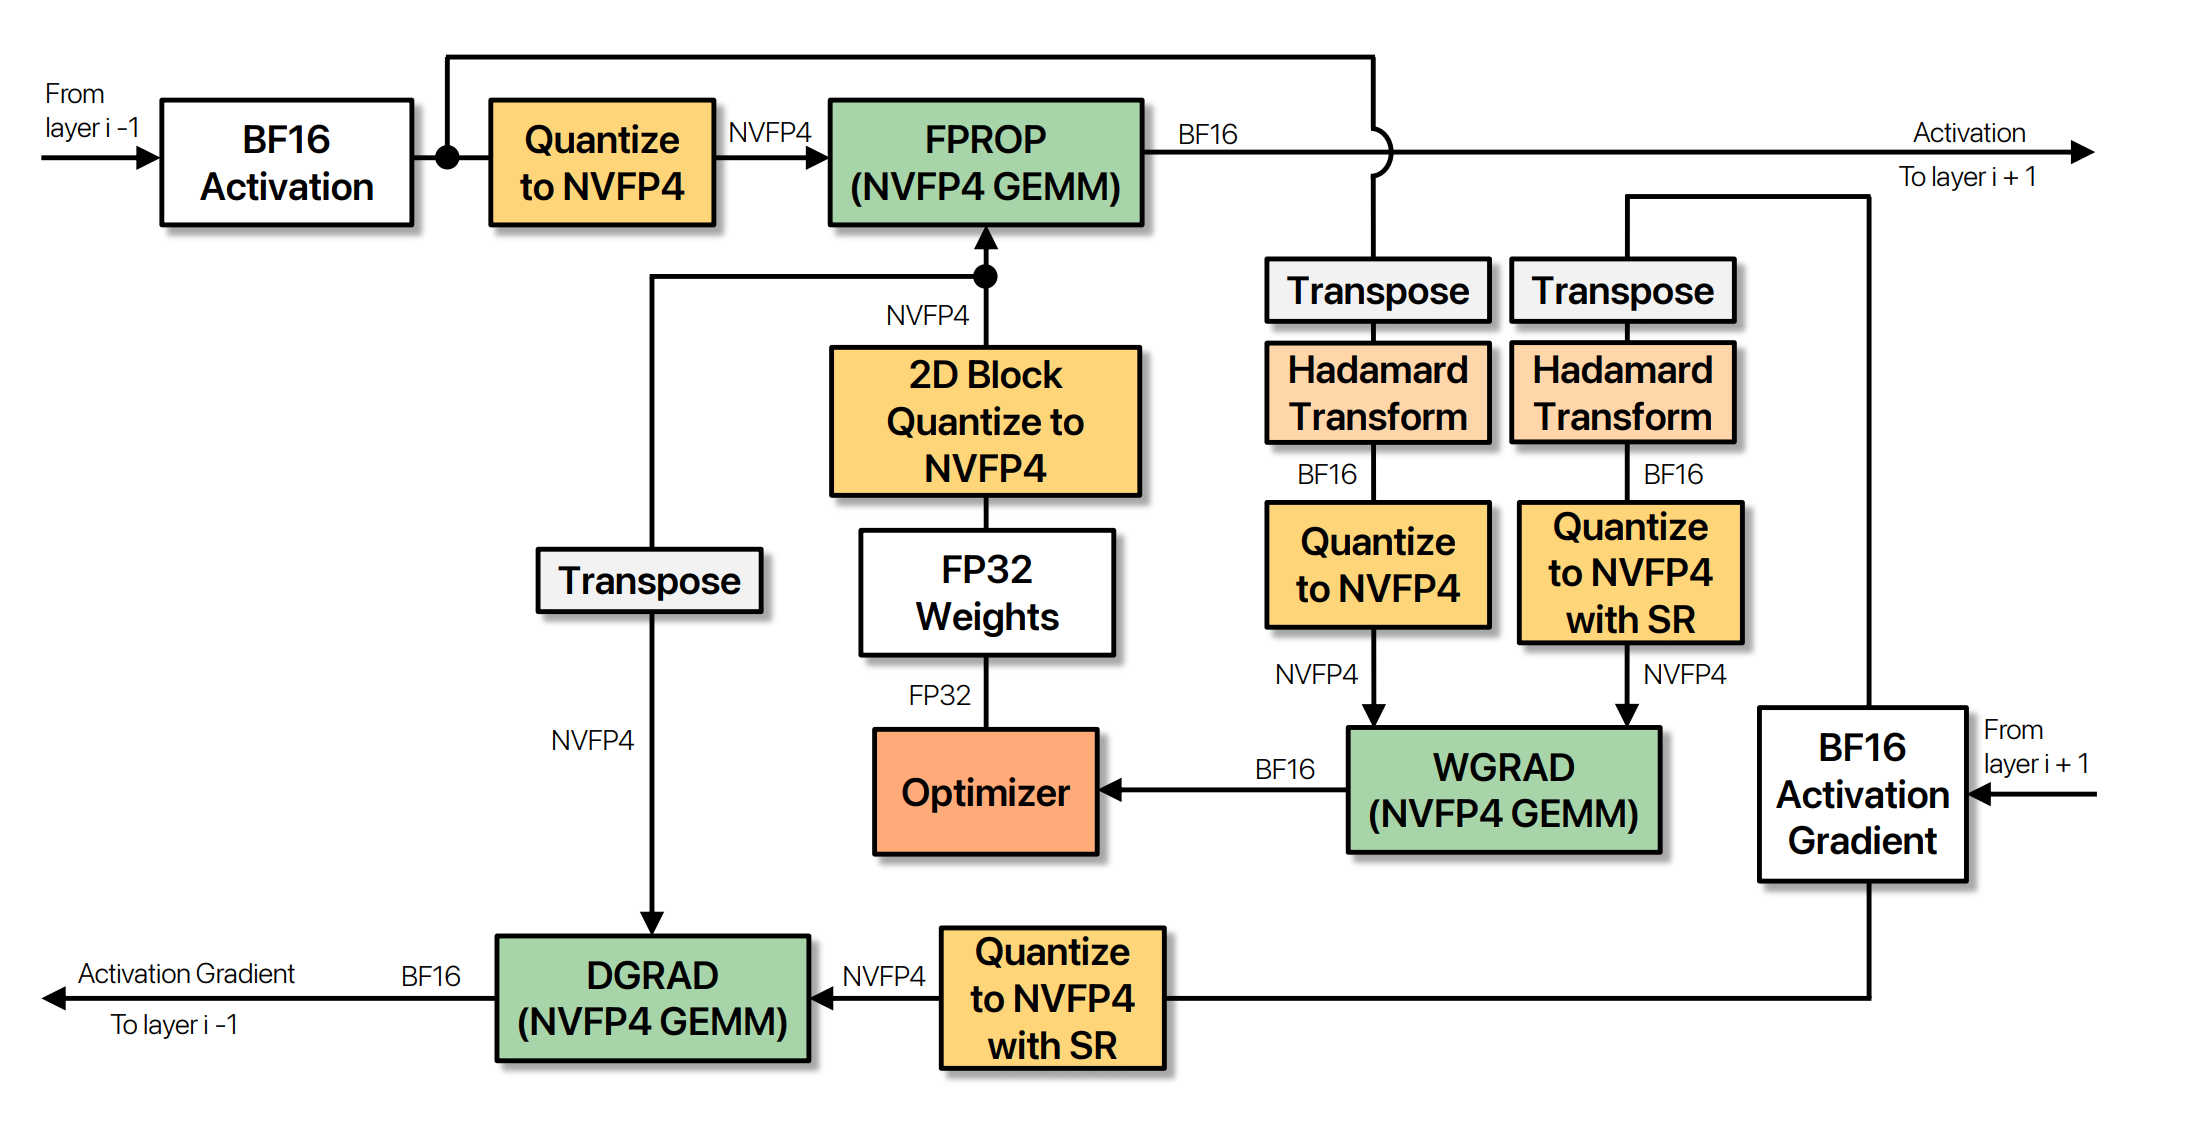 From
layer i -1
BF16
Activation
Quantize
to NVFP4
NVFP4
FPROP
(NVFP4 GEMM)
BF16
Activation
To layer i + 1
NVFP4
2D Block
Quantize to
NVFP4
FP32
Weights
FP32
Optimizer
Transpose
NVFP4
Transpose
Hadamard
Transform
BF16
Quantize
to NVFP4
NVFP4
Transpose
Hadamard
Transform
BF16
Quantize
to NVFP4
with SR
NVFP4
BF16
WGRAD
(NVFP4 GEMM)
BF16
Activation
Gradient
From
layer i + 1
Activation Gradient
To layer i -1
BF16
DGRAD
(NVFP4 GEMM)
NVFP4
Quantize
to NVFP4
with SR